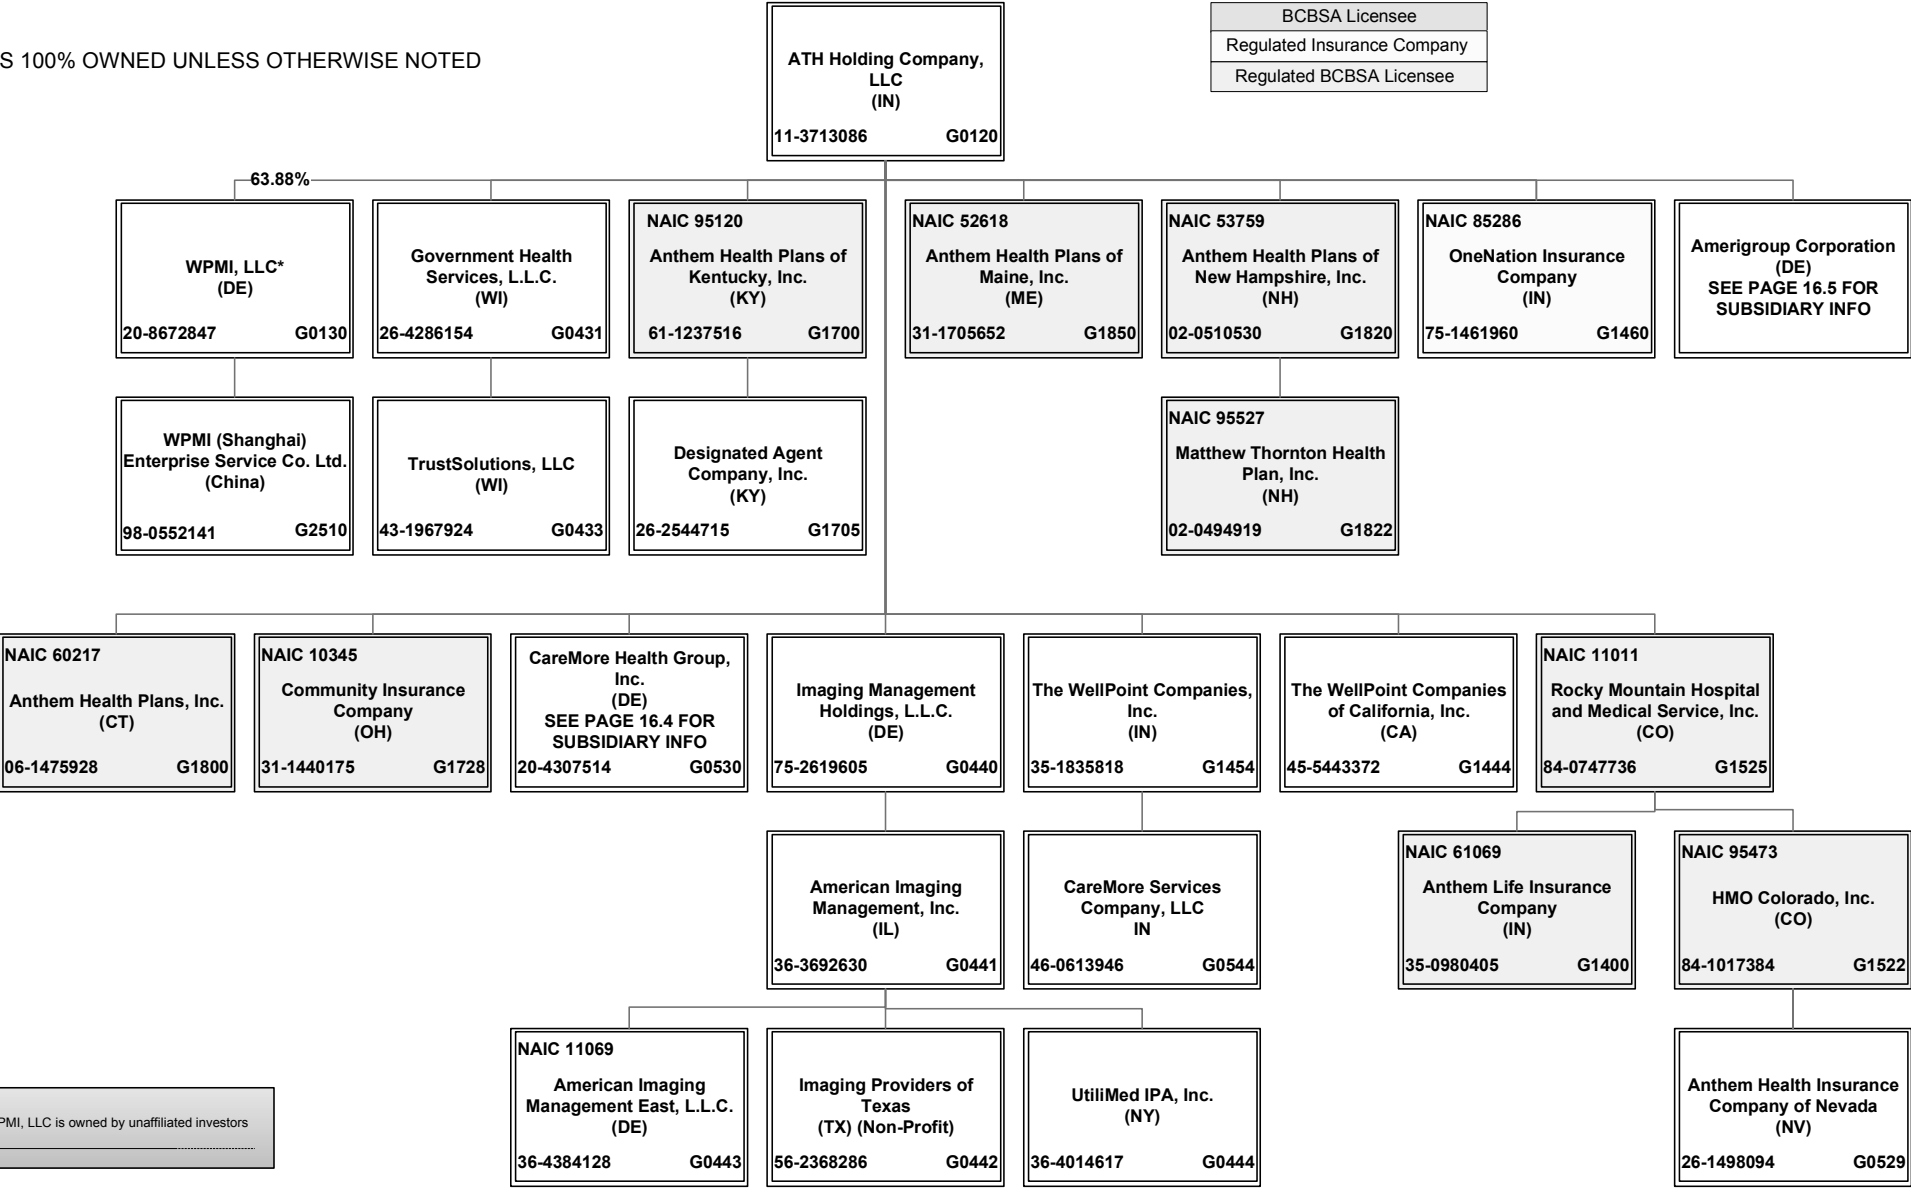 S 100% OWNED UNLESS OTHERWISE NOTED
ATH Holding Company,
LLC
(IN)
11-3713086 G0120
BCBSA Licensee
Regulated Insurance Company
Regulated BCBSA Licensee
63.88%
WPMI, LLC*
(DE)
20-8672847 G0130
Government Health
Services, L.L.C.
(WI)
26-4286154 G0431
NAIC 95120
Anthem Health Plans of
Kentucky, Inc.
(KY)
61-1237516 G1700
NAIC 52618
Anthem Health Plans of
Maine, Inc.
(ME)
31-1705652 G1850
NAIC 53759
Anthem Health Plans of
New Hampshire, Inc.
(NH)
02-0510530 G1820
NAIC 85286
OneNation Insurance
Company
(IN)
75-1461960 G1460
Amerigroup Corporation
(DE)
SEE PAGE 16.5 FOR
SUBSIDIARY INFO
WPMI (Shanghai)
Enterprise Service Co. Ltd.
(China)
98-0552141 G2510
TrustSolutions, LLC
(WI)
43-1967924 G0433
Designated Agent
Company, Inc.
(KY)
26-2544715 G1705
NAIC 95527
Matthew Thornton Health
Plan, Inc.
(NH)
02-0494919 G1822
NAIC 60217
Anthem Health Plans, Inc.
(CT)
06-1475928 G1800
NAIC 10345
Community Insurance
Company
(OH)
31-1440175 G1728
CareMore Health Group,
Inc.
(DE)
SEE PAGE 16.4 FOR
SUBSIDIARY INFO
20-4307514 G0530
Imaging Management
Holdings, L.L.C.
(DE)
75-2619605 G0440
The WellPoint Companies,
Inc.
(IN)
35-1835818 G1454
The WellPoint Companies
of California, Inc.
(CA)
45-5443372 G1444
NAIC 11011
Rocky Mountain Hospital
and Medical Service, Inc.
(CO)
84-0747736 G1525
American Imaging
Management, Inc.
(IL)
36-3692630 G0441
CareMore Services
Company, LLC
IN
46-0613946 G0544
NAIC 61069
Anthem Life Insurance
Company
(IN)
35-0980405 G1400
NAIC 95473
HMO Colorado, Inc.
(CO)
84-1017384 G1522
NAIC 11069
American Imaging
Management East, L.L.C.
(DE)
36-4384128 G0443
Imaging Providers of
Texas
(TX) (Non-Profit)
56-2368286 G0442
UtiliMed IPA, Inc.
(NY)
36-4014617 G0444
Anthem Health Insurance
Company of Nevada
(NV)
26-1498094 G0529
PMI, LLC is owned by unaffiliated investors